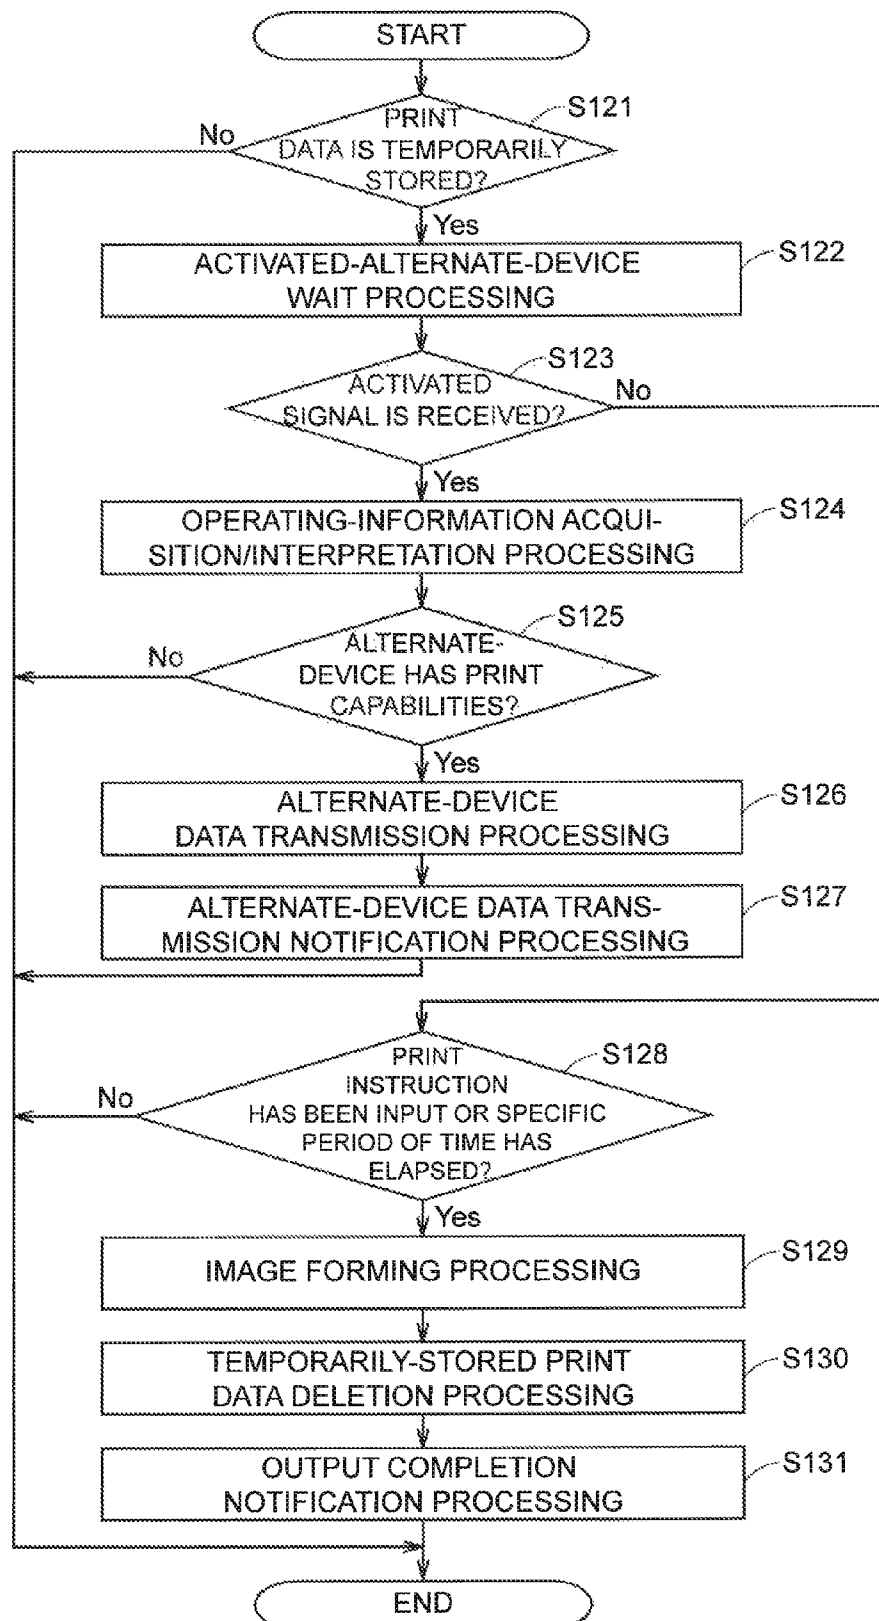 START
S121
No
PRINT
DATA IS TEMPORARILY
STORED?
Yes
S122
ACTIVATED-ALTERNATE-DEVICE
WAIT PROCESSING
S123
ACTIVATED
SIGNAL IS RECEIVED?
No
Yes
S124
OPERATING-INFORMATION ACQUI-
SITION/INTERPRETATION PROCESSING
S125
No
ALTERNATE-
DEVICE HAS PRINT
CAPABILITIES?
Yes
S126
ALTERNATE-DEVICE
DATA TRANSMISSION PROCESSING
S127
ALTERNATE-DEVICE DATA TRANS-
MISSION NOTIFICATION PROCESSING
S128
No
PRINT
INSTRUCTION
HAS BEEN INPUT OR SPECIFIC
PERIOD OF TIME HAS
ELAPSED?
Yes
S129
IMAGE FORMING PROCESSING
S130
TEMPORARILY-STORED PRINT
DATA DELETION PROCESSING
S131
OUTPUT COMPLETION
NOTIFICATION PROCESSING
END